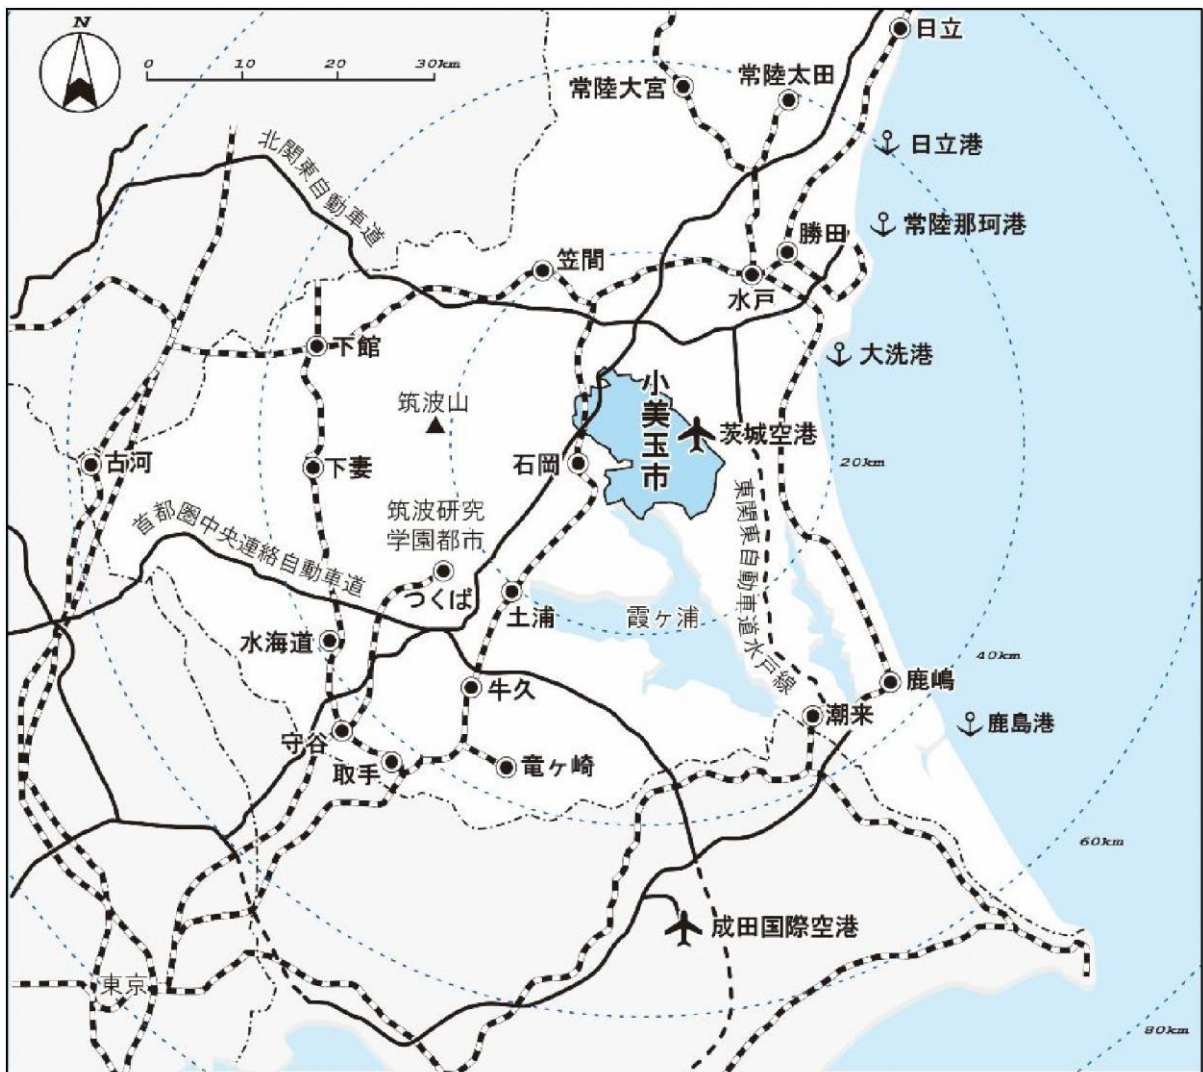 N
0
10
20
30km
日立
常陸大宮
常陸太田
日立港
北関東自動車道
常陸那珂港
勝田
笠間
水戸
下館
大洗港
小美玉市
筑波山
茨城空港
古河
下妻
石岡
20km
筑波研究
学園都市
首都圏中央連絡自動車道
東関東自動車道水戸線
つくば
土浦
霞ヶ浦
水海道
40km
牛久
鹿嶋
潮来
鹿島港
守谷
取手
竜ヶ崎
60km
成田国際空港
東京
80km